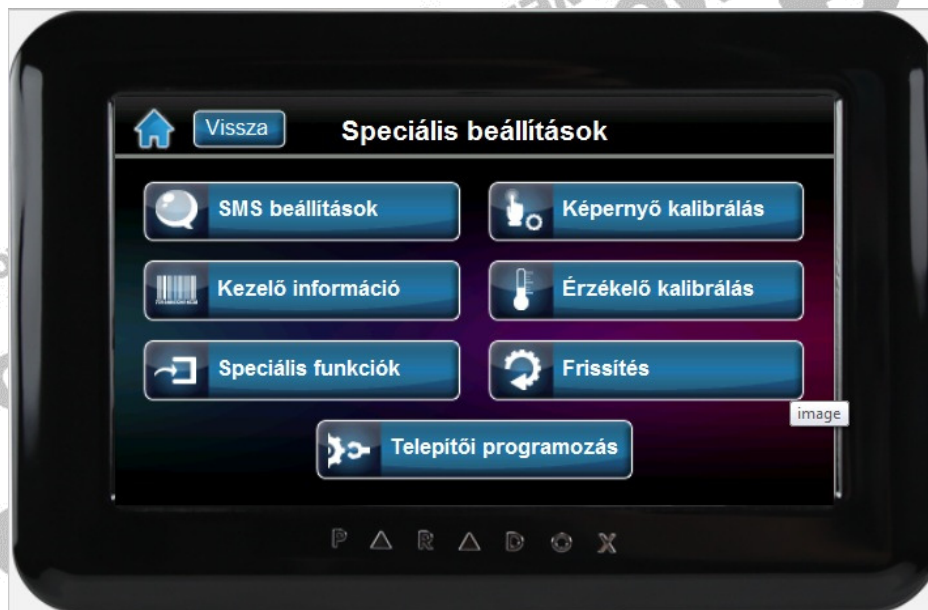 Vissza
Speciális beállítások
SMS beállítások
Képernyő kalibrálás
Kezelő információ
Érzékelő kalibrálás
Speciális funkciók
Frissítés
image
Telepítői programozás
PARADOX